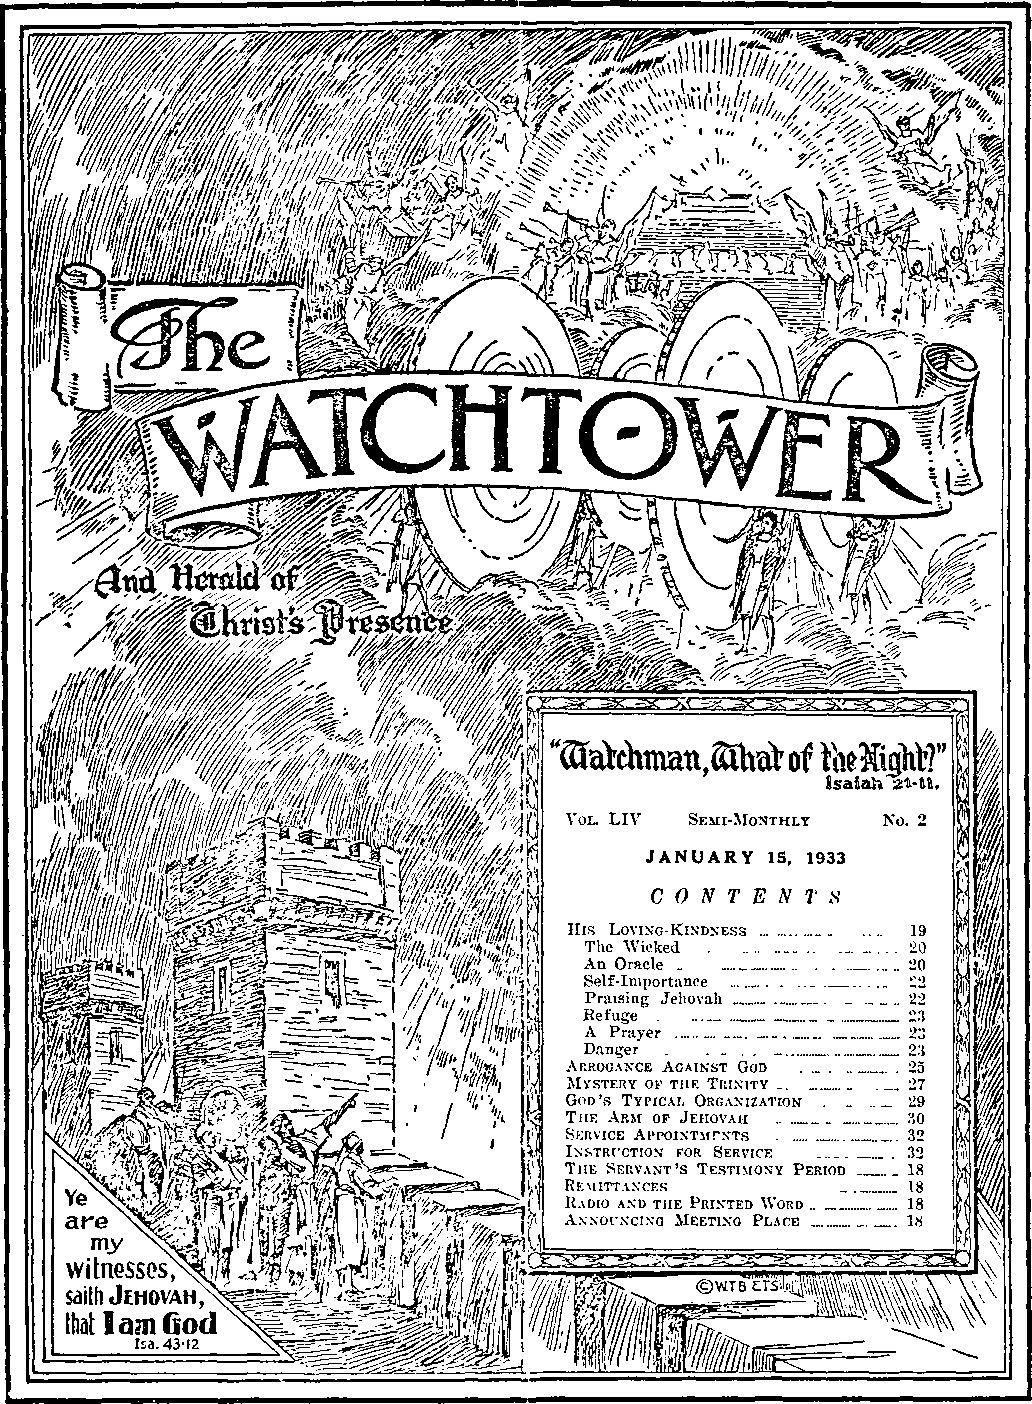 The
WATCHTOWER
And Herald of
Christ's Presence
"Watchman, What of the Night?"
Isaiah 21-11.
VOL. LIV SEMI-MONTHLY NO. 2
JANUARY 15, 1933
CONTENTS
HIS LOVING-KINDNESS 19
The Wicked 20
An Oracle 20
Self-Importance 22
Praising Jehovah 22
Refuge 23
A Prayer 23
Danger 23
ARROGANCE AGAINST GOD 25
MYSTERY OF THE TRINITY 27
GOD'S TYPICAL ORGANIZATION 29
THE ARM OF JEHOVAH 30
SERVICE APPOINTMENTS 32
INSTRUCTION FOR SERVICE 32
THE SERVANT'S TESTIMONY PERIOD 18
REMITTANCES 18
RADIO AND THE PRINTED WORD 18
ANNOUNCING MEETING PLACE 18
©WTB &TS
Ye
are
my
witnesses,
saith JEHOVAH,
that I am God
Isa. 43-12